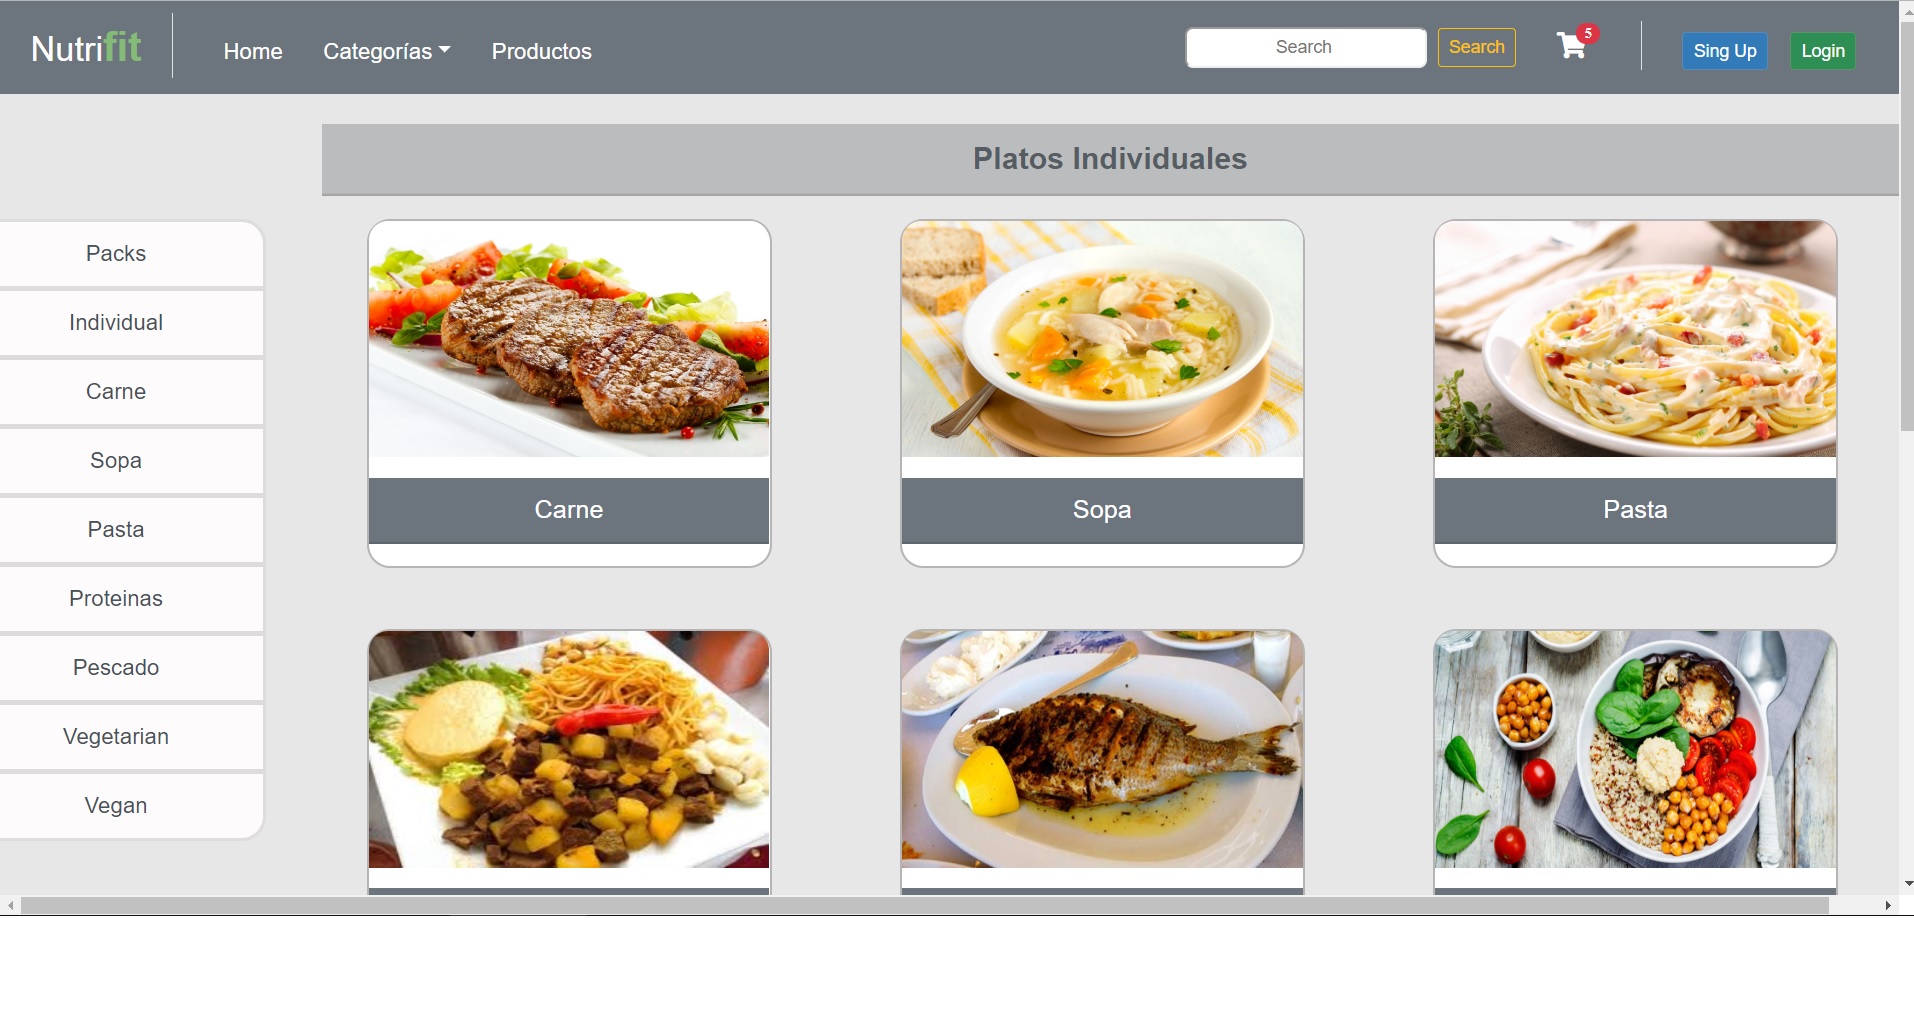 Nutrifit
Home Categorías Productos
Search Search 5 Sing Up Login
Platos Individuales
Packs
Individual
Carne
Sopa
Pasta
Proteinas
Pescado
Vegetarian
Vegan
Carne Sopa Pasta